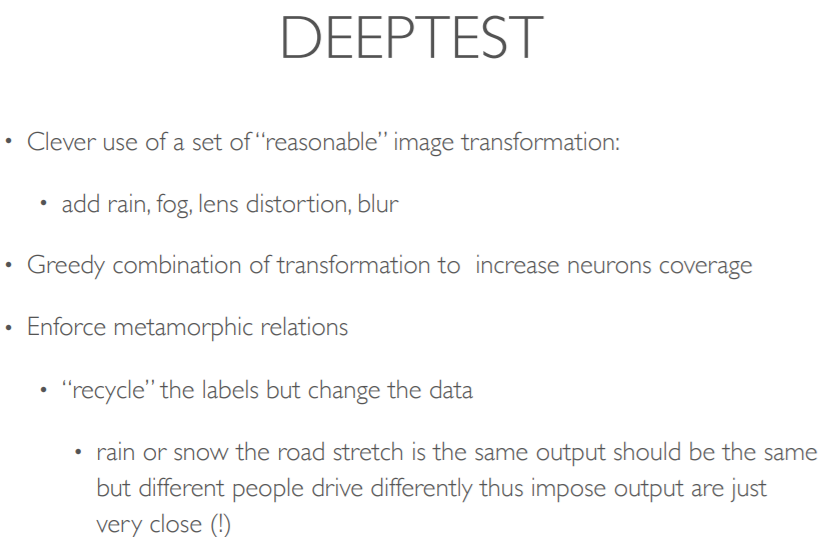 DEEPTEST
• Clever use of a set of “reasonable” image transformation:
• add rain, fog, lens distortion, blur
• Greedy combination of transformation to  increase neurons coverage
• Enforce metamorphic relations
• “recycle” the labels but change the data
• rain or snow the road stretch is the same output should be the same
but different people drive differently thus impose output are just
very close (!)